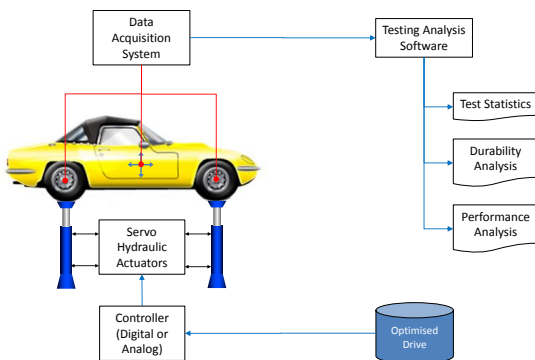 Data
Acquisition
System
Testing Analysis
Software
Test Statistics
Durability
Analysis
Performance
Analysis
Servo
Hydraulic
Actuators
Controller
(Digital or
Analog)
Optimised
Drive